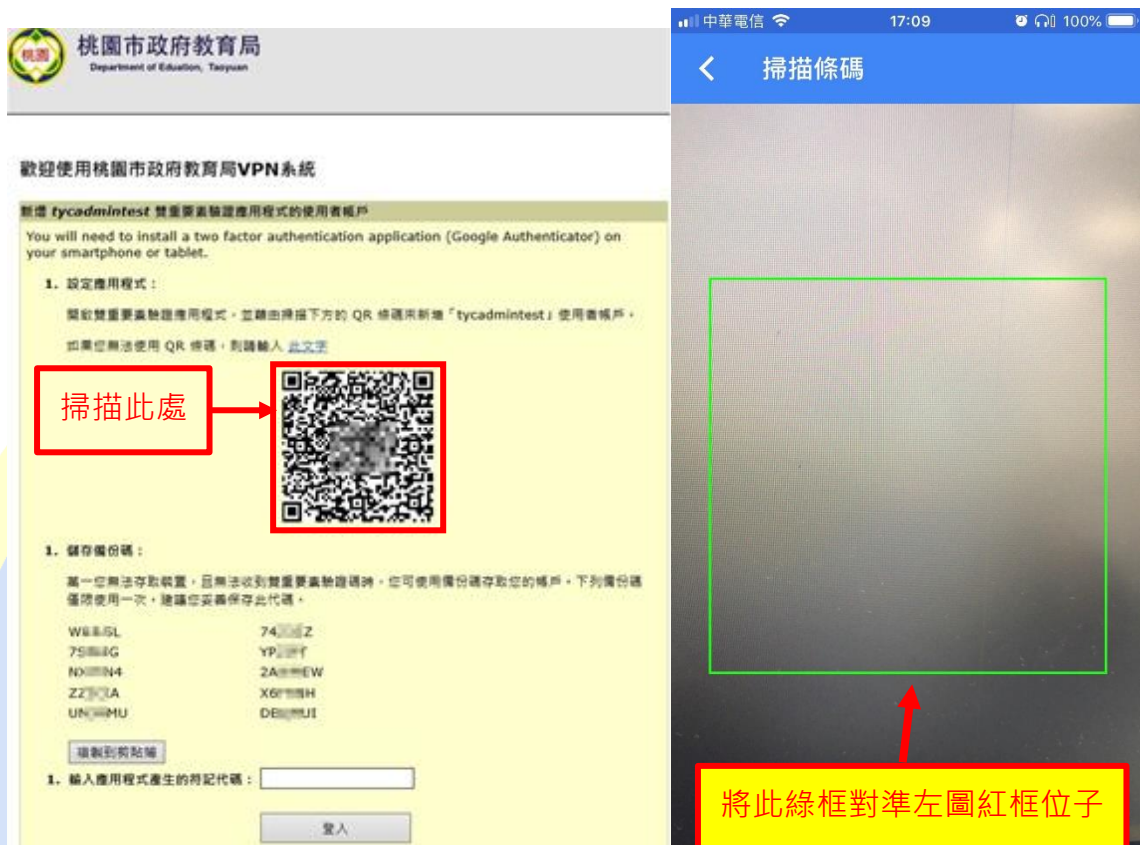 桃園
桃園市政府教育局
Department of Eduation, Taoyuan
歡迎使用桃園市政府教育局VPN系統
新增 tycadmintest 雙重要素驗證應用程式的使用者帳戶
You will need to install a two factor authentication application (Google Authenticator) on
your smartphone or tablet.
1. 設定應用程式：
開啟雙重要素驗證應用程式，並藉由掃描下方的 QR 條碼來新增「tycadmintest」使用者帳戶。
如果您無法使用 QR 條碼，則請輸入 此文字
掃描此處
1. 儲存備份碼：
萬一您無法存取裝置，且無法收到雙重要素驗證碼時，您可使用備份碼存取您的帳戶。下列備份碼
僅限使用一次，建議您妥善保存此代碼。
複製到剪貼簿
1. 輸入應用程式產生的符記代碼：
登入
中華電信 17:09 100%
掃描條碼
將此綠框對準左圖紅框位子